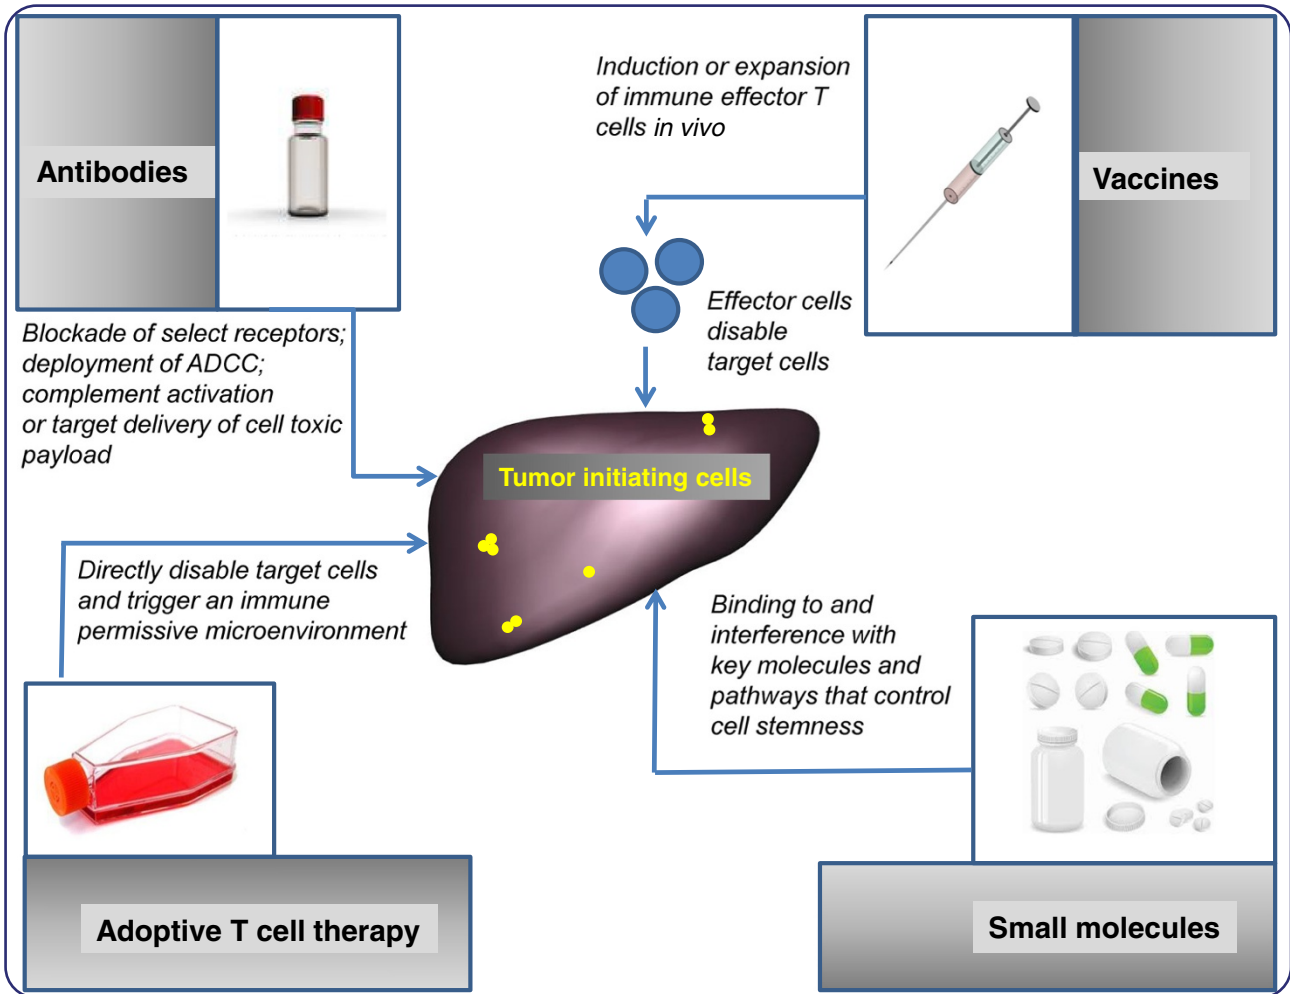 Antibodies
Blockade of select receptors;
deployment of ADCC;
complement activation
or target delivery of cell toxic
payload
Induction or expansion
of immune effector T
cells in vivo
Vaccines
Effector cells
disable
target cells
Tumor initiating cells
Directly disable target cells
and trigger an immune
permissive microenvironment
Adoptive T cell therapy
Binding to and
interference with
key molecules and
pathways that control
cell stemness
Small molecules